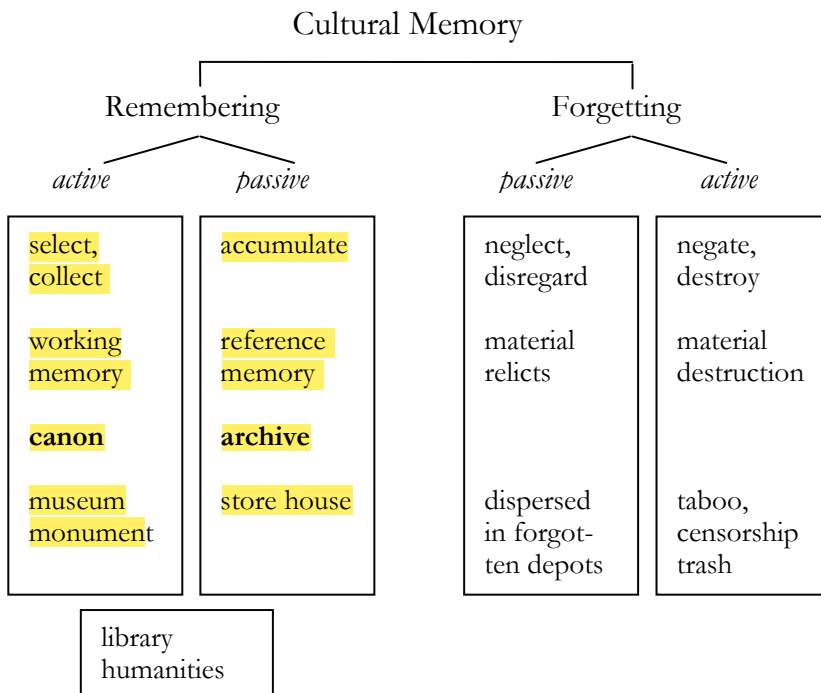 Cultural Memory
Remembering
Forgetting
active
passive
passive
active
select,
collect
working
memory
canon
museum
monument
accumulate
reference
memory
archive
store house
neglect,
disregard
material
relicts
dispersed
in forgot-
ten depots
negate,
destroy
material
destruction
taboo,
censorship
trash
library
humanities